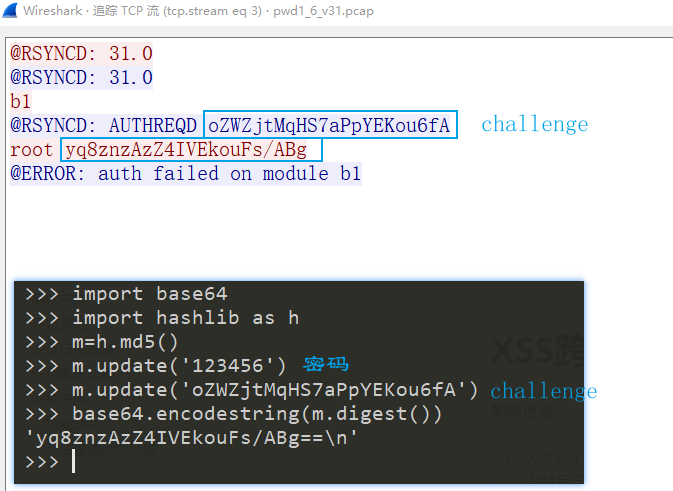 Wireshark · 追踪 TCP 流 (tcp.stream eq 3) · pwd1_6_v31.pcap
@RSYNCD: 31.0
@RSYNCD: 31.0
b1
@RSYNCD: AUTHREQD oZWZjtMqHS7aPpYEKou6fA challenge
root yq8znzAzZ4IVEkouFs/ABg
@ERROR: auth failed on module b1
>>> import base64
>>> import hashlib as h
>>> m=h.md5()
>>> m.update('123456') 密码
>>> m.update('oZWZjtMqHS7aPpYEKou6fA') challenge
>>> base64.encodestring(m.digest())
'yq8znzAzZ4IVEkouFs/ABg==\n'
>>>
XSS跨